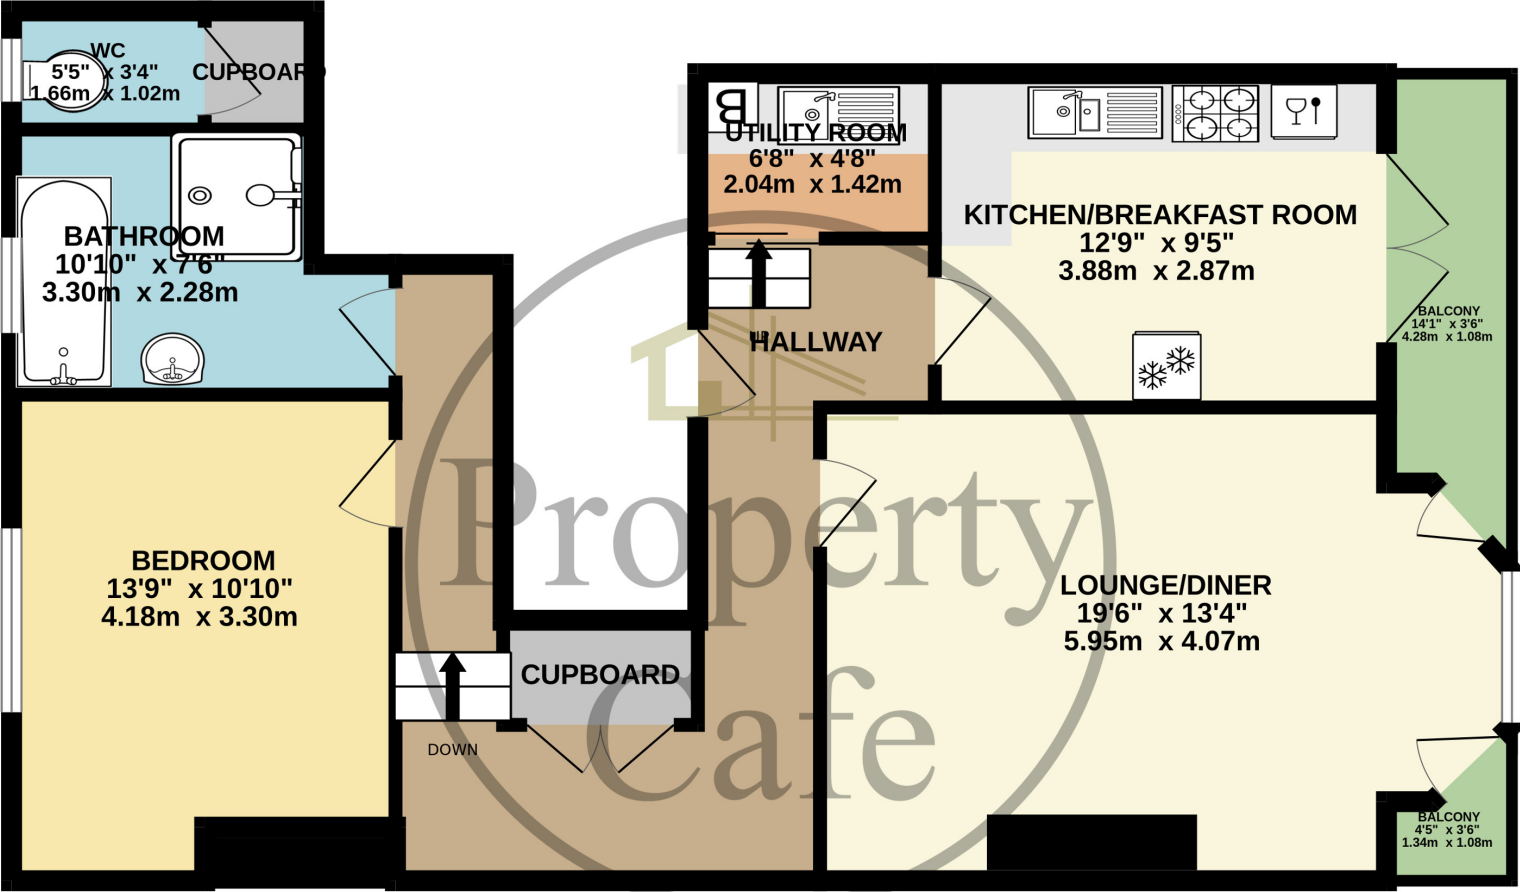 WC
5'5" x 3'4"
1.66m x 1.02m
CUPBOARD
B
UTILITY ROOM
6'8" x 4'8"
2.04m x 1.42m
BATHROOM
10'10" x 7'6"
3.30m x 2.28m
KITCHEN/BREAKFAST ROOM
12'9" x 9'5"
3.88m x 2.87m
BALCONY
14'1" x 3'6"
4.28m x 1.08m
UP
HALLWAY
Property
Cafe
BEDROOM
13'9" x 10'10"
4.18m x 3.30m
LOUNGE/DINER
19'6" x 13'4"
5.95m x 4.07m
CUPBOARD
DOWN
BALCONY
4'5" x 3'6"
1.34m x 1.08m